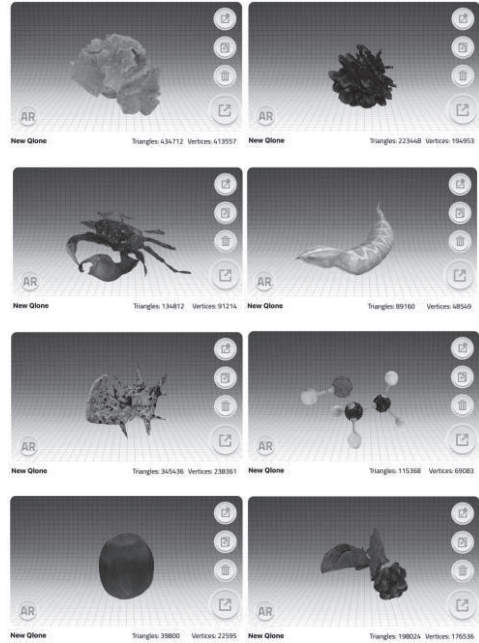 AR
AR
New Qlone Triangles: 434712 Vertices: 413557
New Qlone Triangles: 223448 Vertices: 194953
AR
AR
New Qlone Triangles: 134812 Vertices: 91214
New Qlone Triangles: 89160 Vertices: 48549
AR
AR
New Qlone Triangles: 345436 Vertices: 238361
New Qlone Triangles: 115368 Vertices: 69083
AR
AR
New Qlone Triangles: 39800 Vertices: 22595
New Qlone Triangles: 198024 Vertices: 176536